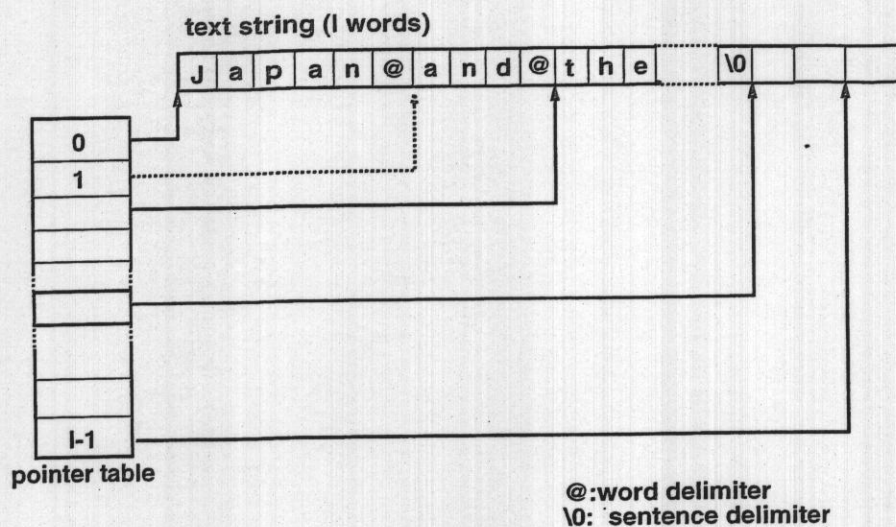 text string (l words)
J a p a n @ a n d @ t h e \0
0
1
l-1
pointer table
@:word delimiter
\0: sentence delimiter